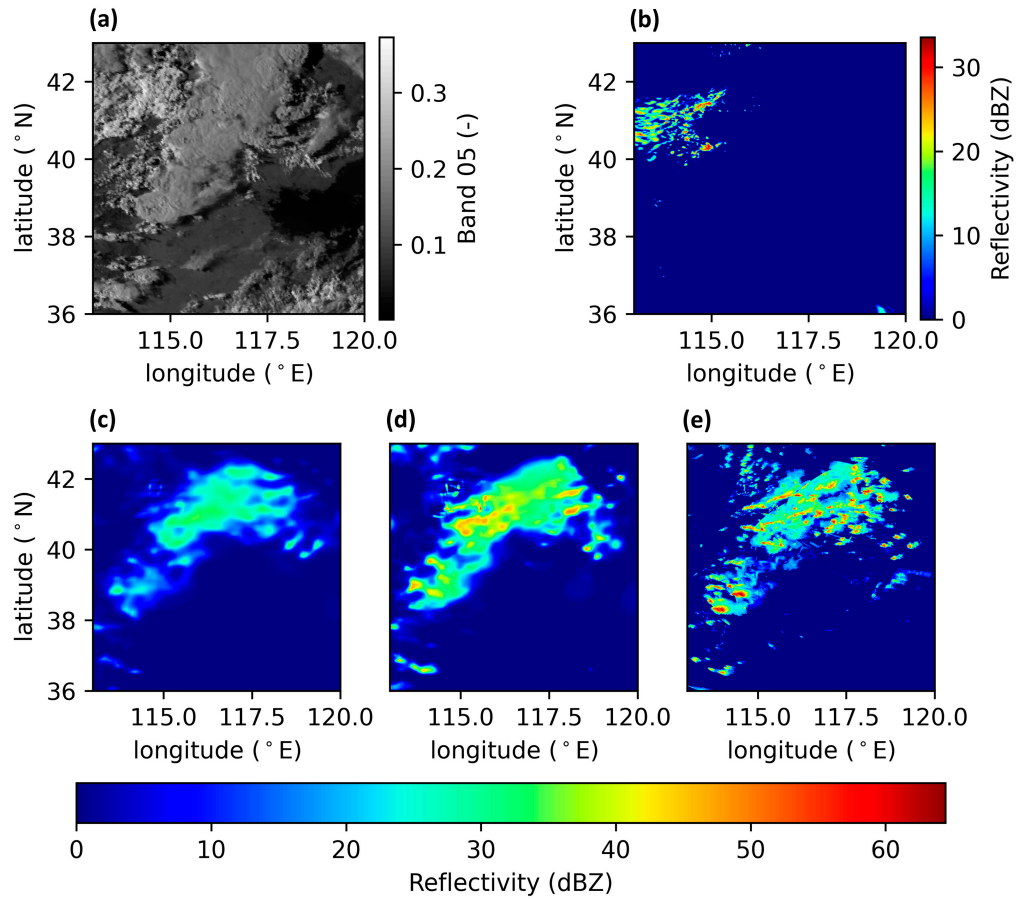 (a)
(b)
42
40
38
36
latitude (°N)
115.0 117.5 120.0
longitude (°E)
0.3
0.2
0.1
Band 05 (-)
42
40
38
36
latitude (°N)
115.0 117.5 120.0
longitude (°E)
30
20
10
0
Reflectivity (dBZ)
(c)
(d)
(e)
42
40
38
36
latitude (°N)
115.0 117.5 120.0
longitude (°E)
115.0 117.5 120.0
longitude (°E)
115.0 117.5 120.0
longitude (°E)
0 10 20 30 40 50 60
Reflectivity (dBZ)